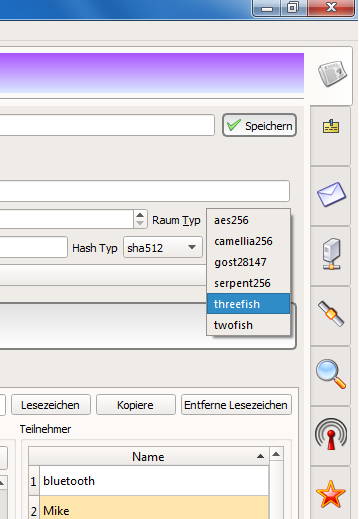 Speichern
Raum Typ
aes256
camellia256
gost28147
serpent256
threefish
twofish
Hash Typ sha512
Lesezeichen Kopiere Entferne Lesezeichen
Teilnehmer
Name
1 bluetooth
2 Mike